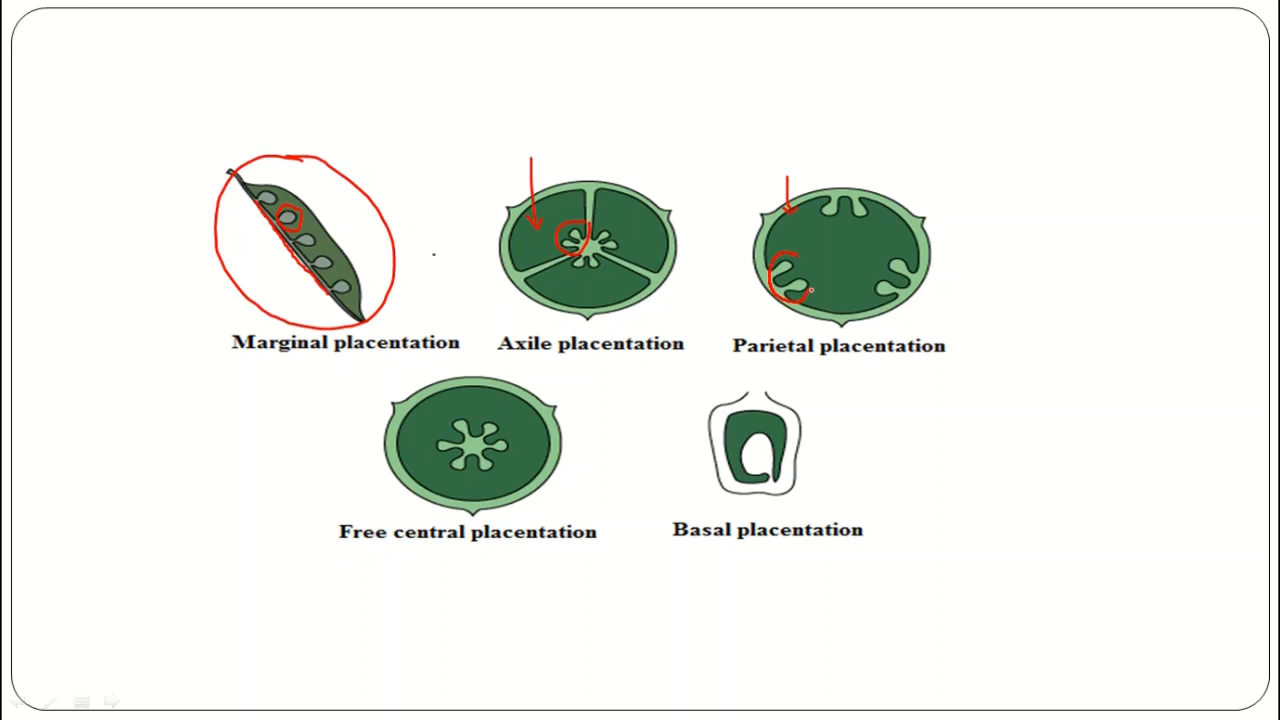 Marginal placentation
Axile placentation
Parietal placentation
Free central placentation
Basal placentation